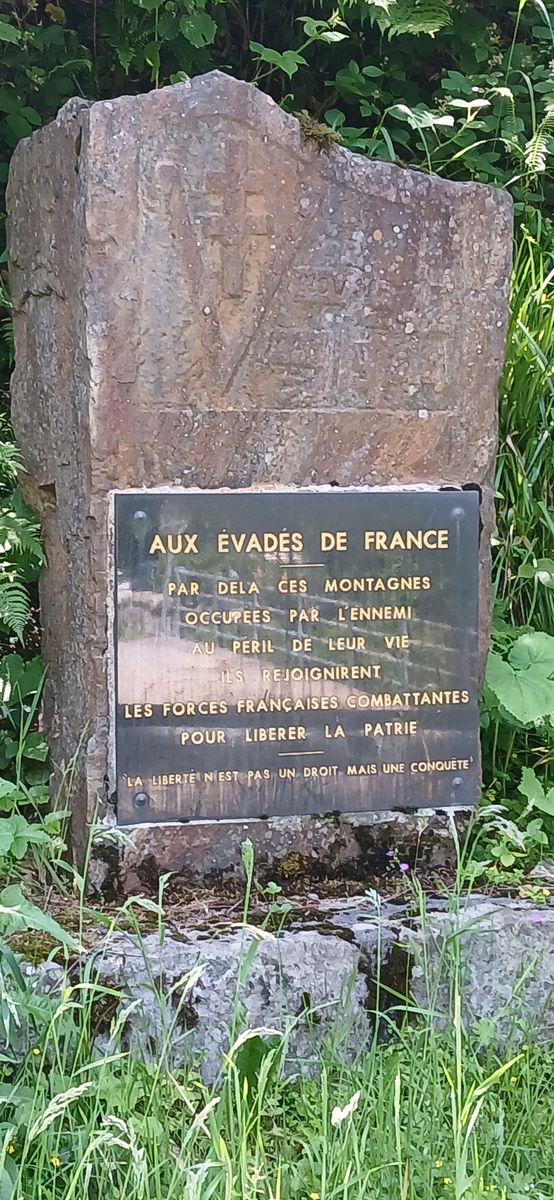 AUX ÉVADÉS DE FRANCE
PAR DELA CES MONTAGNES
OCCUPÉES PAR L'ENNEMI
AU PERIL DE LEUR VIE
ILS REJOIGNIRENT
LES FORCES FRANÇAISES COMBATTANTES
POUR LIBERER LA PATRIE
"LA LIBERTÉ N'EST PAS UN DROIT MAIS UNE CONQUÊTE"